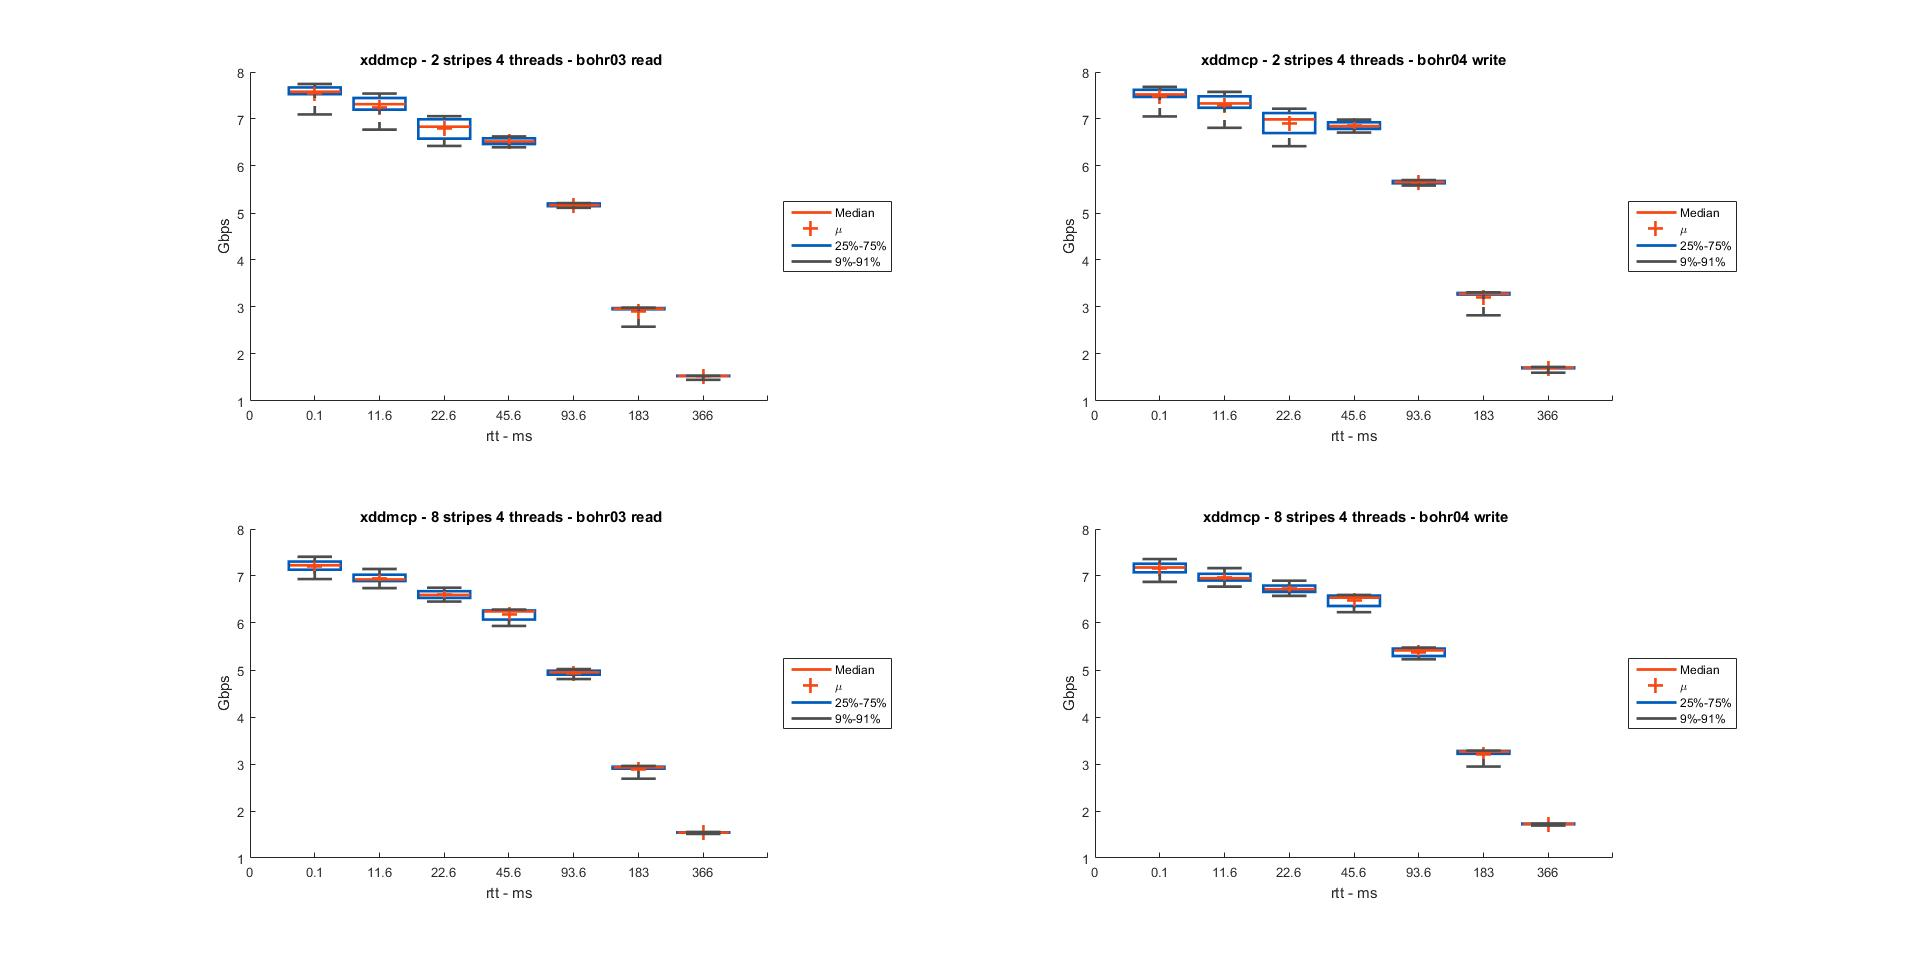 xddmcp - 2 stripes 4 threads - bohr03 read
8
7
6
5
4
3
2
1
Gbps
0 0.1 11.6 22.6 45.6 93.6 183 366
rtt - ms
Median
μ
25%-75%
9%-91%
xddmcp - 2 stripes 4 threads - bohr04 write
8
7
6
5
4
3
2
1
Gbps
0 0.1 11.6 22.6 45.6 93.6 183 366
rtt - ms
Median
μ
25%-75%
9%-91%
xddmcp - 8 stripes 4 threads - bohr03 read
8
7
6
5
4
3
2
1
Gbps
0 0.1 11.6 22.6 45.6 93.6 183 366
rtt - ms
Median
μ
25%-75%
9%-91%
xddmcp - 8 stripes 4 threads - bohr04 write
8
7
6
5
4
3
2
1
Gbps
0 0.1 11.6 22.6 45.6 93.6 183 366
rtt - ms
Median
μ
25%-75%
9%-91%